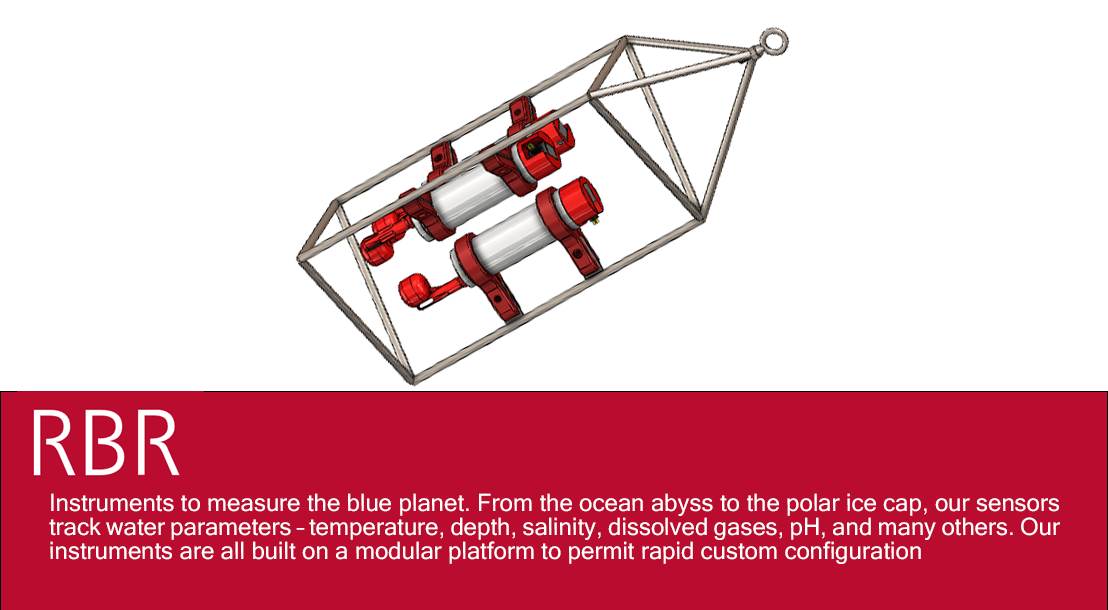 RBR
Instruments to measure the blue planet. From the ocean abyss to the polar ice cap, our sensors
track water parameters - temperature, depth, salinity, dissolved gases, pH, and many others. Our
instruments are all built on a modular platform to permit rapid custom configuration